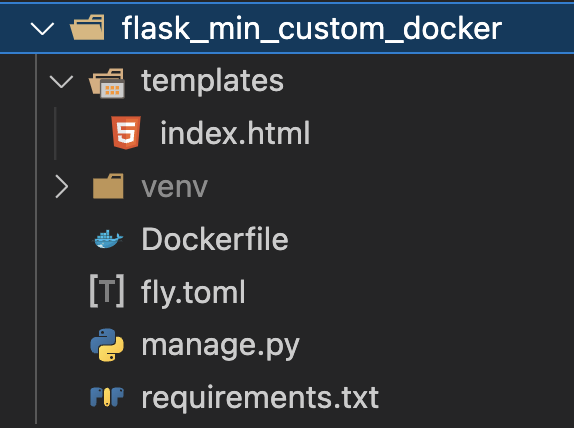 flask_min_custom_docker
templates
index.html
venv
Dockerfile
fly.toml
manage.py
requirements.txt